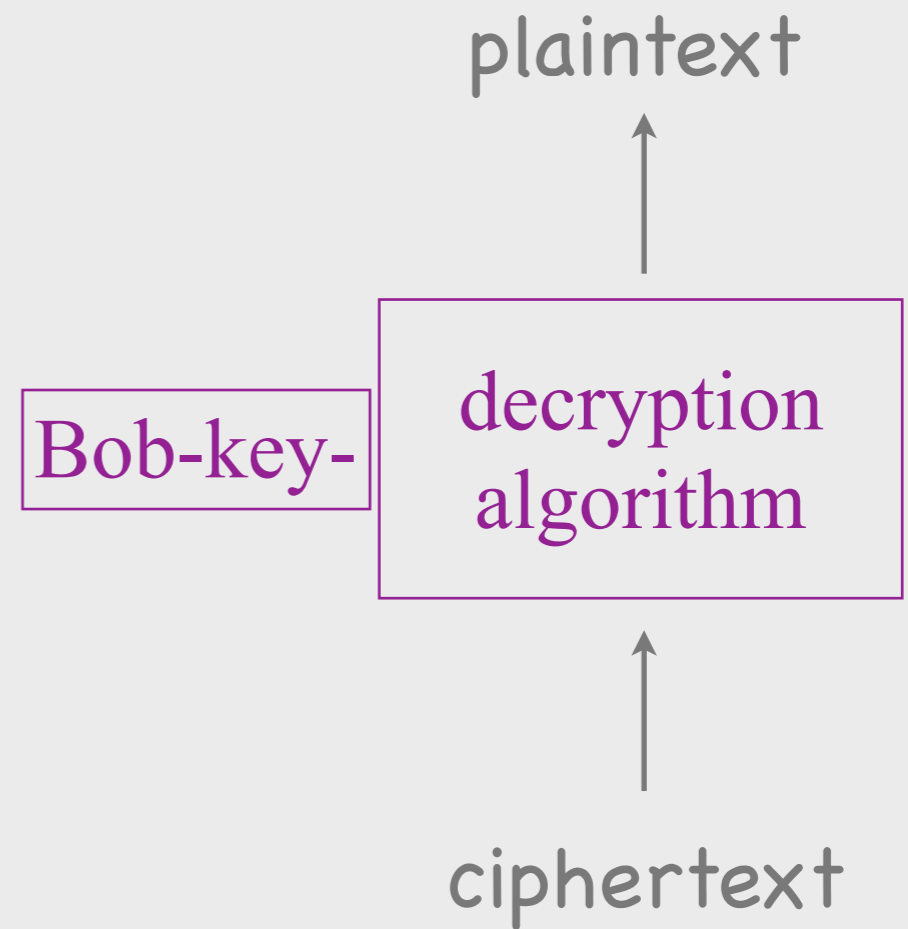 plaintext
Bob-key-
decryption
algorithm
ciphertext